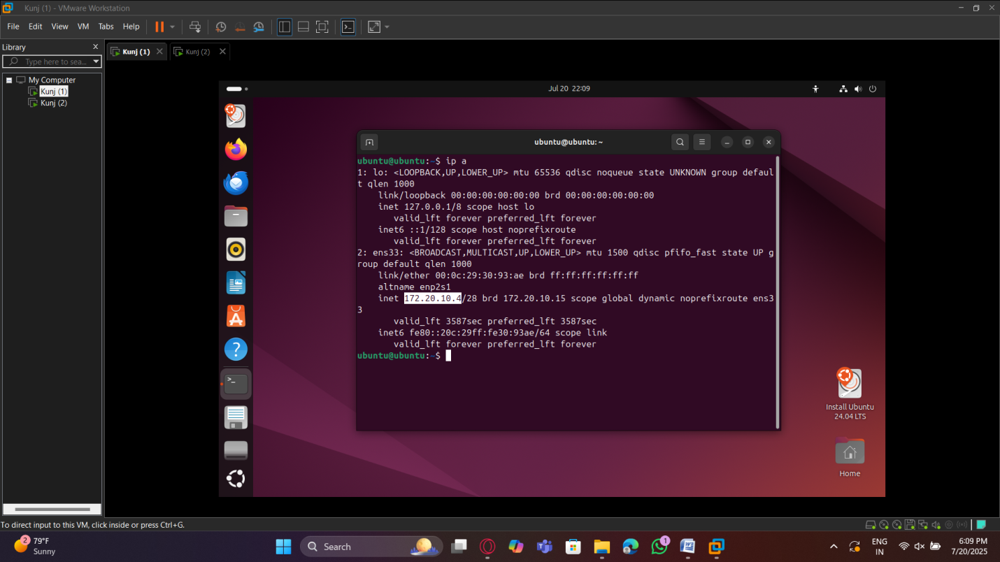 Kunj (1) - VMware Workstation
File Edit View VM Tabs Help
Library
Type here to sea...
My Computer
Kunj (1)
Kunj (2)
Kunj (1)
Kunj (2)
Jul 20 22:09
ubuntu@ubuntu: ~
ubuntu@ubuntu:~$ ip a
1: lo: <LOOPBACK,UP,LOWER_UP> mtu 65536 qdisc noqueue state UNKNOWN group defaul
t qlen 1000
link/loopback 00:00:00:00:00:00 brd 00:00:00:00:00:00
inet 127.0.0.1/8 scope host lo
valid_lft forever preferred_lft forever
inet6 ::1/128 scope host noprefixroute
valid_lft forever preferred_lft forever
2: ens33: <BROADCAST,MULTICAST,UP,LOWER_UP> mtu 1500 qdisc pfifo_fast state UP g
roup default qlen 1000
link/ether 00:0c:29:30:93:ae brd ff:ff:ff:ff:ff:ff
altname enp2s1
inet 172.20.10.4/28 brd 172.20.10.15 scope global dynamic noprefixroute ens3
3
valid_lft 3587sec preferred_lft 3587sec
inet6 fe80::20c:29ff:fe30:93ae/64 scope link
valid_lft forever preferred_lft forever
ubuntu@ubuntu:~$
Install Ubuntu
24.04 LTS
Home
To direct input to this VM, click inside or press Ctrl+G.
2
79°F
Sunny
Search
1
ENG
IN
6:09 PM
7/20/2025